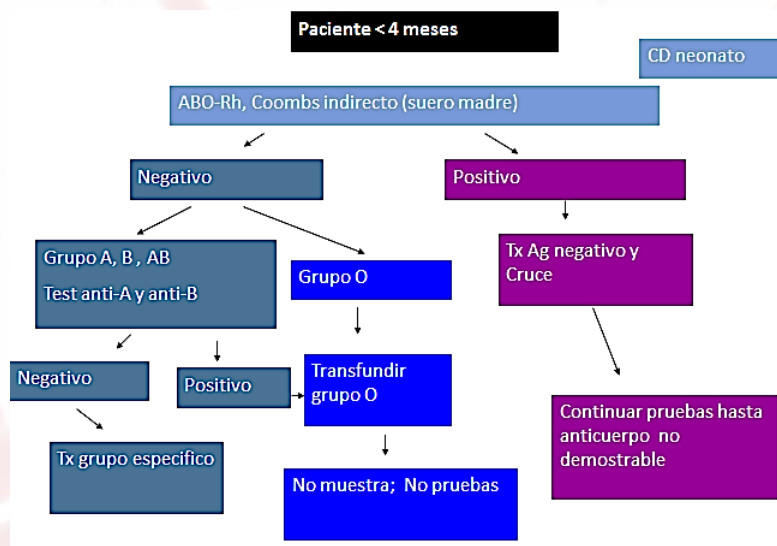 Paciente < 4 meses
CD neonato
ABO-Rh, Coombs indirecto (suero madre)
Negativo
Positivo
Grupo A, B , AB
Test anti-A y anti-B
Grupo O
Tx Ag negativo y
Cruce
Negativo
Positivo
Transfundir
grupo O
Continuar pruebas hasta
anticuerpo no
demostrable
Tx grupo especifico
No muestra; No pruebas